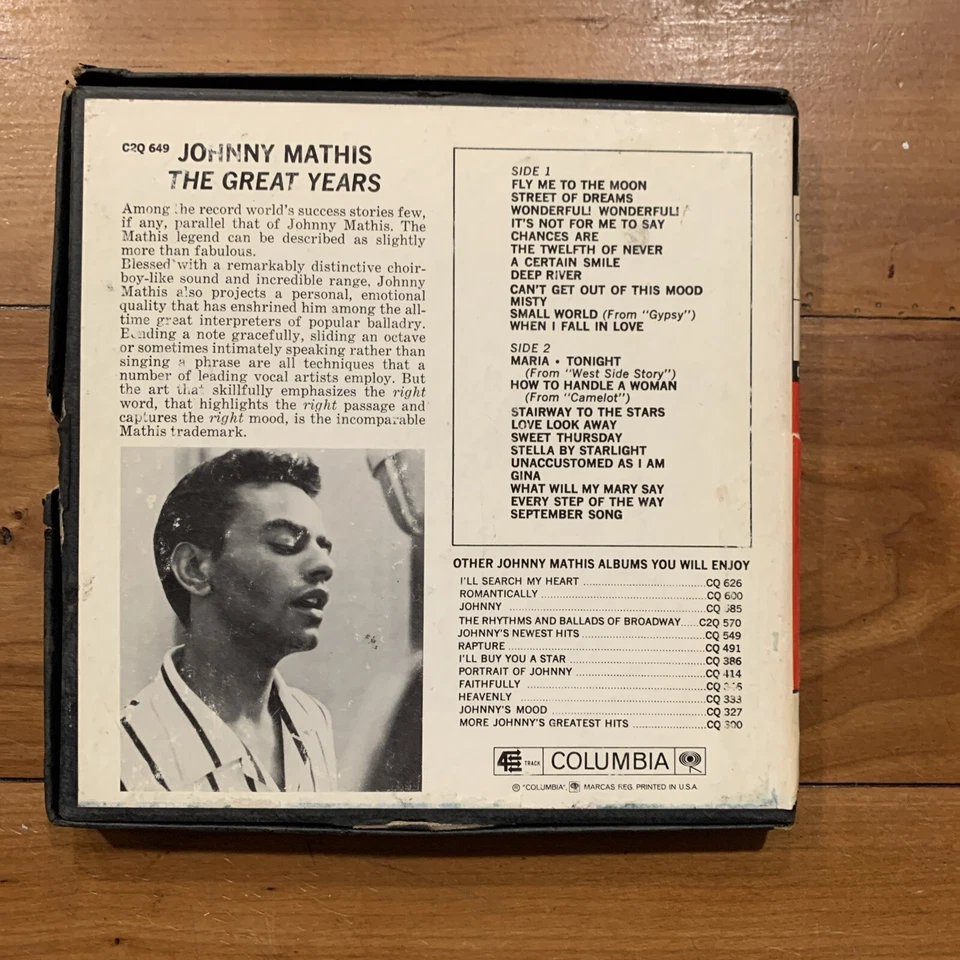 C2Q 649 JOHNNY MATHIS
THE GREAT YEARS
Among the record world's success stories few,
if any, parallel that of Johnny Mathis. The
Mathis legend can be described as slightly
more than fabulous.
Blessed with a remarkably distinctive choir-
boy-like sound and incredible range, Johnny
Mathis also projects a personal, emotional
quality that has enshrined him among the all-
time great interpreters of popular balladry.
Bending a note gracefully, sliding an octave
or sometimes intimately speaking rather than
singing a phrase are all techniques that a
number of leading vocal artists employ. But
the art that skillfully emphasizes the right
word, that highlights the right passage and
captures the right mood, is the incomparable
Mathis trademark.
SIDE 1
FLY ME TO THE MOON
STREET OF DREAMS
WONDERFUL! WONDERFUL!
IT'S NOT FOR ME TO SAY
CHANCES ARE
THE TWELFTH OF NEVER
A CERTAIN SMILE
DEEP RIVER
CAN'T GET OUT OF THIS MOOD
MISTY
SMALL WORLD (From "Gypsy")
WHEN I FALL IN LOVE
SIDE 2
MARIA • TONIGHT
(From "West Side Story")
HOW TO HANDLE A WOMAN
(From "Camelot")
STAIRWAY TO THE STARS
LOVE LOOK AWAY
SWEET THURSDAY
STELLA BY STARLIGHT
UNACCUSTOMED AS I AM
GINA
WHAT WILL MY MARY SAY
EVERY STEP OF THE WAY
SEPTEMBER SONG
OTHER JOHNNY MATHIS ALBUMS YOU WILL ENJOY
I'LL SEARCH MY HEART ... CQ 626
ROMANTICALLY ... CQ 600
JOHNNY ... CQ
THE RHYTHMS AND BALLADS OF BROADWAY ... C2Q 570
JOHNNY'S NEWEST HITS ... CQ 549
RAPTURE ... CQ 491
I'LL BUY YOU A STAR ... CQ 386
PORTRAIT OF JOHNNY ... CQ 414
FAITHFULLY ... CQ
HEAVENLY ... CQ 333
JOHNNY'S MOOD ... CQ 327
MORE JOHNNY'S GREATEST HITS ... CQ 300
4 TRACK COLUMBIA
® "COLUMBIA", MARCAS REG. PRINTED IN U.S.A.